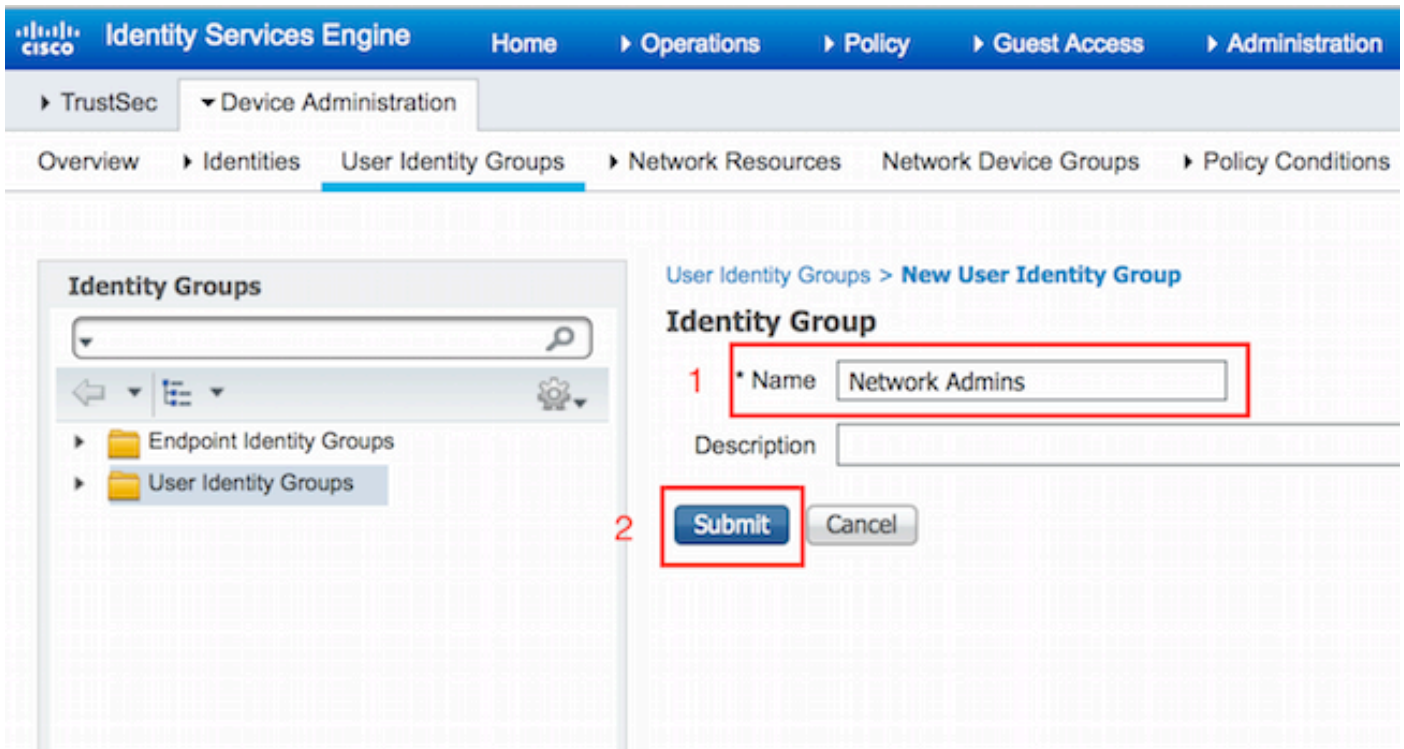 cisco Identity Services Engine Home Operations Policy Guest Access Administration
TrustSec Device Administration
Overview Identities User Identity Groups Network Resources Network Device Groups Policy Conditions
Identity Groups
Endpoint Identity Groups
User Identity Groups
User Identity Groups > New User Identity Group
Identity Group
1 * Name Network Admins
Description
2 Submit Cancel